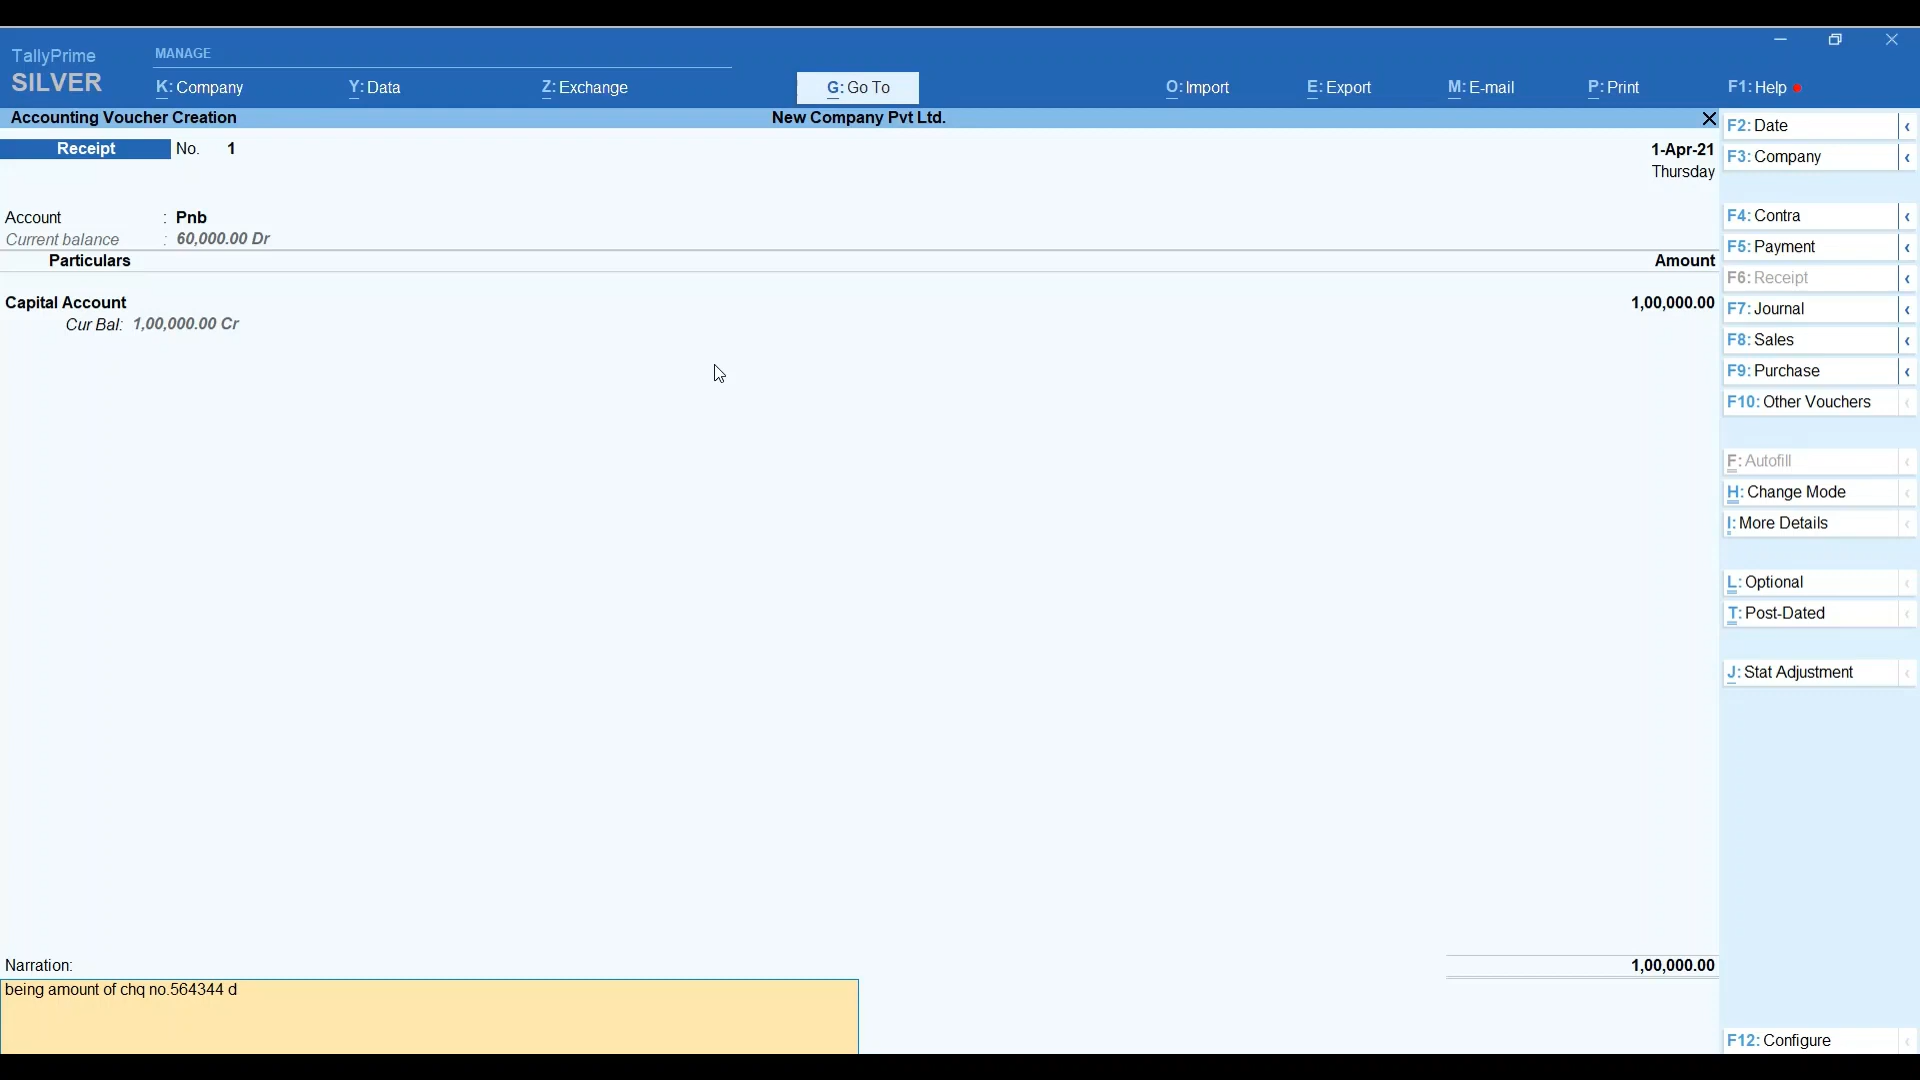 TallyPrime
SILVER
MANAGE
K: Company
Y: Data
Z: Exchange
G: Go To
O: Import
E: Export
M: E-mail
P: Print
F1: Help
Accounting Voucher Creation
New Company Pvt Ltd.
Receipt No. 1
1-Apr-21
Thursday
Account : Pnb
Current balance : 60,000.00 Dr
Particulars
Amount
Capital Account
1,00,000.00
Cur Bal: 1,00,000.00 Cr
Narration:
1,00,000.00
being amount of chq no.564344 d
F2: Date
F3: Company
F4: Contra
F5: Payment
F6: Receipt
F7: Journal
F8: Sales
F9: Purchase
F10: Other Vouchers
F: Autofill
H: Change Mode
I: More Details
L: Optional
T: Post-Dated
J: Stat Adjustment
F12: Configure